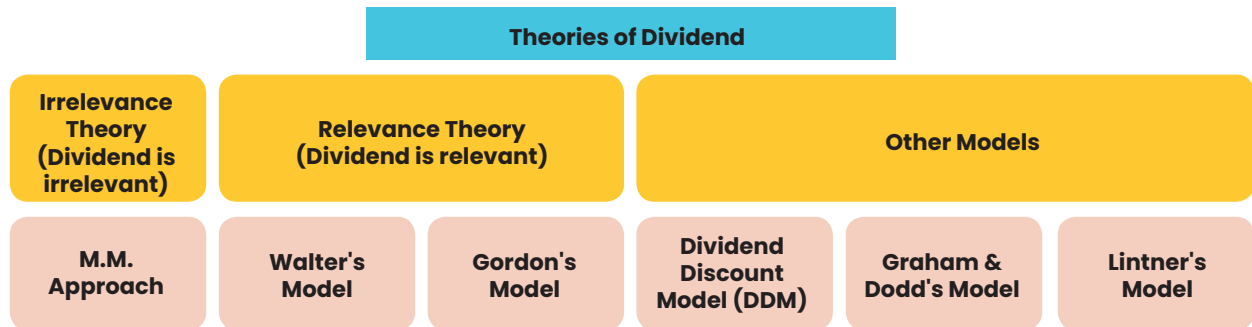 Theories of Dividend
Irrelevance
Theory
(Dividend is
irrelevant)
Relevance Theory
(Dividend is relevant)
Other Models
M.M.
Approach
Walter's
Model
Gordon's
Model
Dividend
Discount
Model (DDM)
Graham &
Dodd's Model
Lintner's
Model